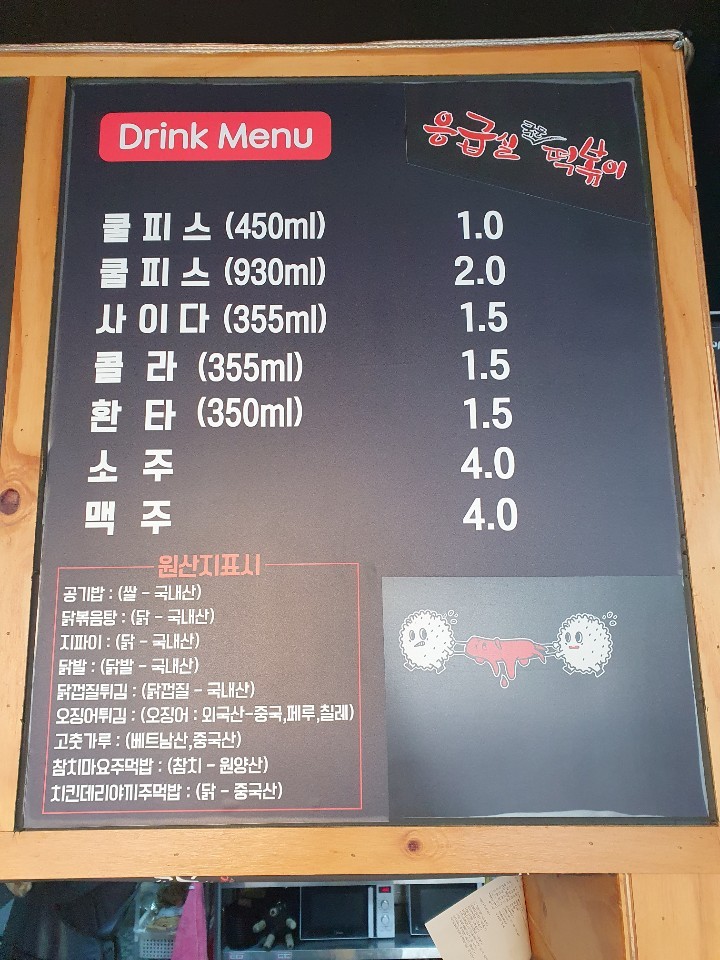 Drink Menu
응급실 국물 떡볶이
쿨피스 (450ml) 1.0
쿨피스 (930ml) 2.0
사이다 (355ml) 1.5
콜라 (355ml) 1.5
환타 (350ml) 1.5
소주 4.0
맥주 4.0
원산지표시
공기밥 : (쌀 - 국내산)
닭볶음탕 : (닭 - 국내산)
지파이 : (닭 - 국내산)
닭발 : (닭발 - 국내산)
닭껍질튀김 : (닭껍질 - 국내산)
오징어튀김 : (오징어 : 외국산-중국,페루,칠레)
고춧가루 : (베트남산,중국산)
참치마요주먹밥 : (참치 - 원양산)
치킨데리야끼주먹밥 : (닭 - 중국산)